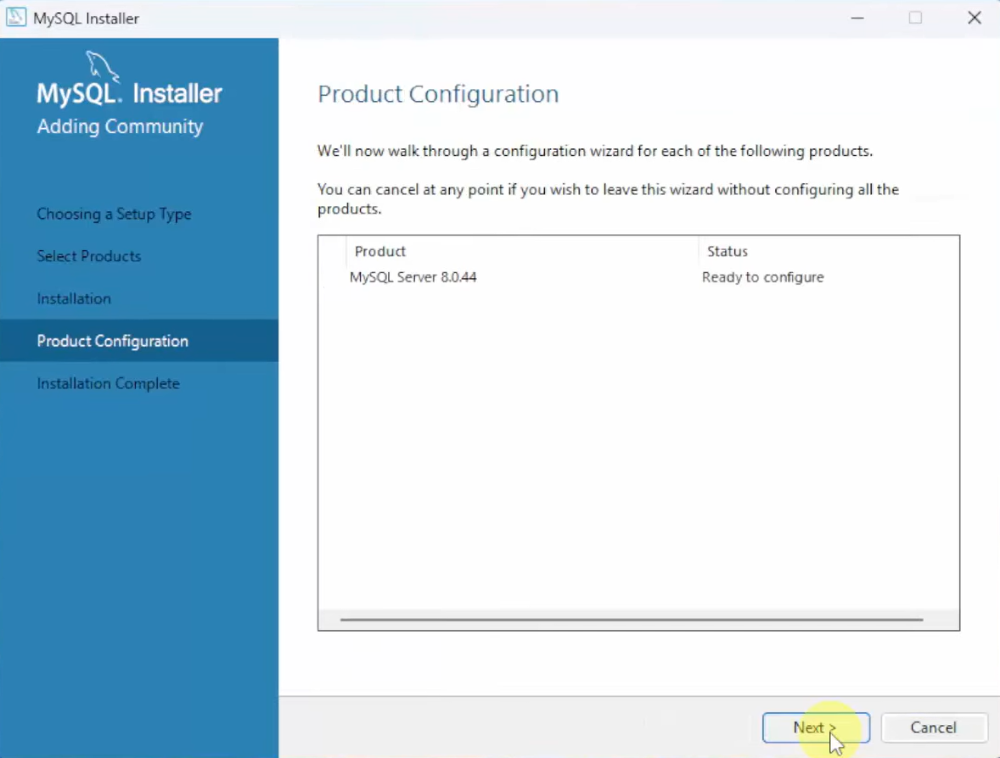 MySQL Installer
MySQL. Installer
Adding Community
Choosing a Setup Type
Select Products
Installation
Product Configuration
Installation Complete
Product Configuration
We'll now walk through a configuration wizard for each of the following products.
You can cancel at any point if you wish to leave this wizard without configuring all the
products.
Product Status
MySQL Server 8.0.44 Ready to configure
Next > Cancel